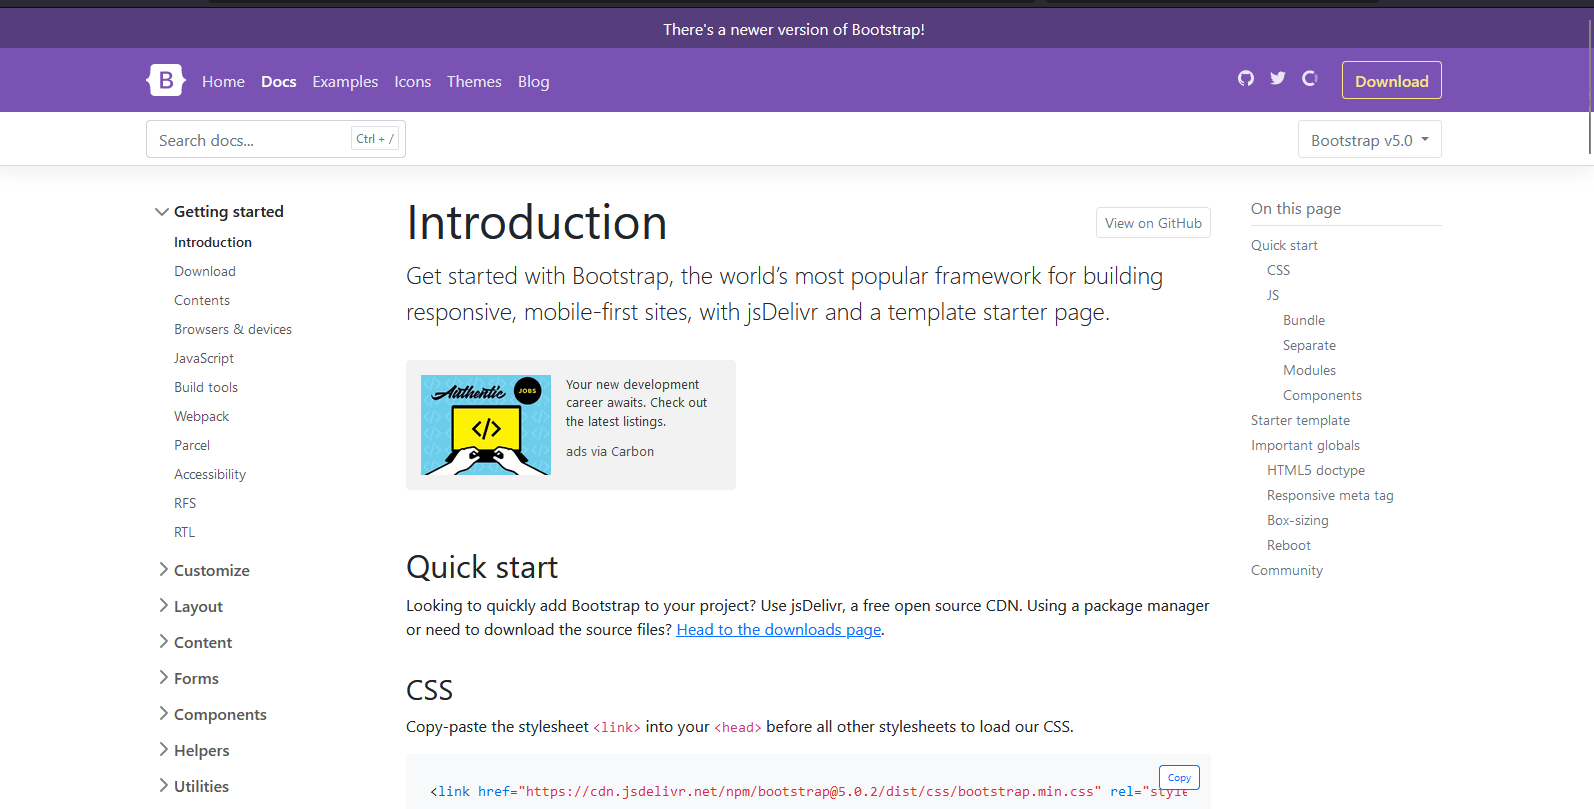 There's a newer version of Bootstrap!
B Home Docs Examples Icons Themes Blog Download
Search docs... Ctrl + / Bootstrap v5.0
Getting started
Introduction
Download
Contents
Browsers & devices
JavaScript
Build tools
Webpack
Parcel
Accessibility
RFS
RTL
Customize
Layout
Content
Forms
Components
Helpers
Utilities
Introduction
View on GitHub
Get started with Bootstrap, the world’s most popular framework for building
responsive, mobile-first sites, with jsDelivr and a template starter page.
Authentic JOBS
</>
Your new development
career awaits. Check out
the latest listings.
ads via Carbon
Quick start
Looking to quickly add Bootstrap to your project? Use jsDelivr, a free open source CDN. Using a package manager
or need to download the source files? Head to the downloads page.
CSS
Copy-paste the stylesheet <link> into your <head> before all other stylesheets to load our CSS.
Copy
<link href="https://cdn.jsdelivr.net/npm/bootstrap@5.0.2/dist/css/bootstrap.min.css" rel="style
On this page
Quick start
CSS
JS
Bundle
Separate
Modules
Components
Starter template
Important globals
HTML5 doctype
Responsive meta tag
Box-sizing
Reboot
Community